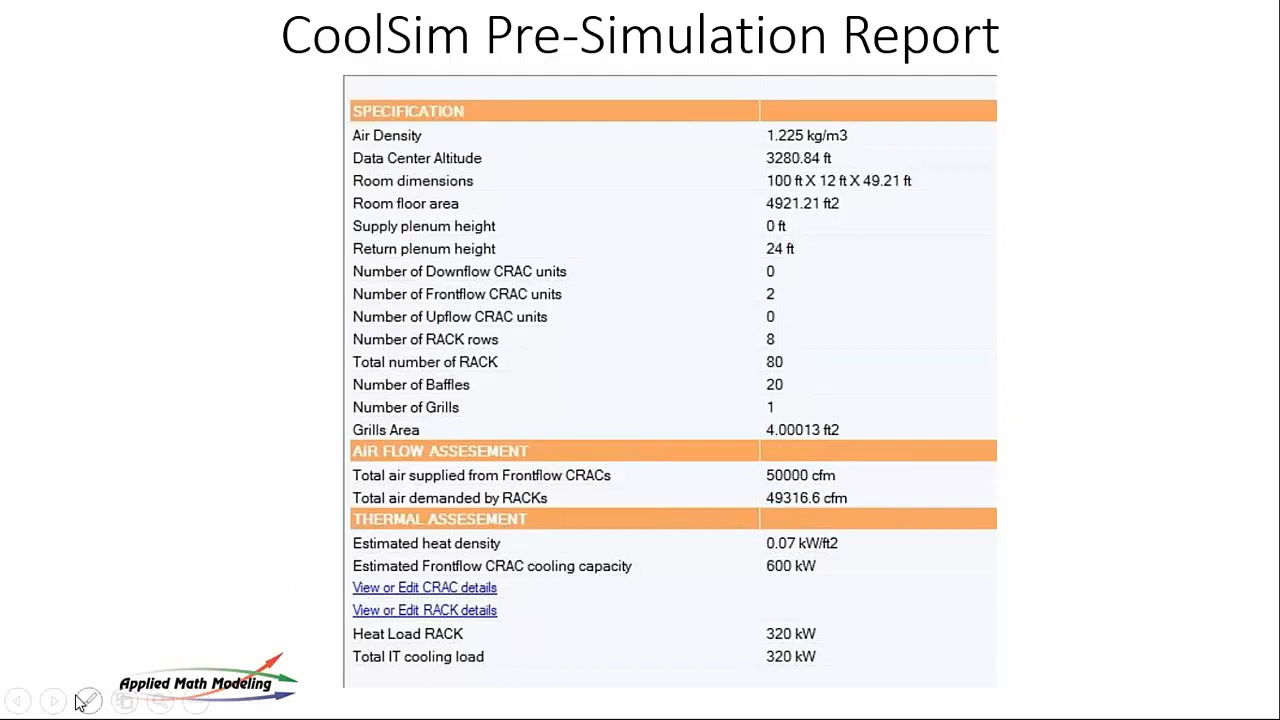 CoolSim Pre-Simulation Report
SPECIFICATION
Air Density 1.225 kg/m3
Data Center Altitude 3280.84 ft
Room dimensions 100 ft X 12 ft X 49.21 ft
Room floor area 4921.21 ft2
Supply plenum height 0 ft
Return plenum height 24 ft
Number of Downflow CRAC units 0
Number of Frontflow CRAC units 2
Number of Upflow CRAC units 0
Number of RACK rows 8
Total number of RACK 80
Number of Baffles 20
Number of Grills 1
Grills Area 4.00013 ft2
AIR FLOW ASSESEMENT
Total air supplied from Frontflow CRACs 50000 cfm
Total air demanded by RACKs 49316.6 cfm
THERMAL ASSESEMENT
Estimated heat density 0.07 kW/ft2
Estimated Frontflow CRAC cooling capacity 600 kW
View or Edit CRAC details
View or Edit RACK details
Heat Load RACK 320 kW
Total IT cooling load 320 kW
Applied Math Modeling